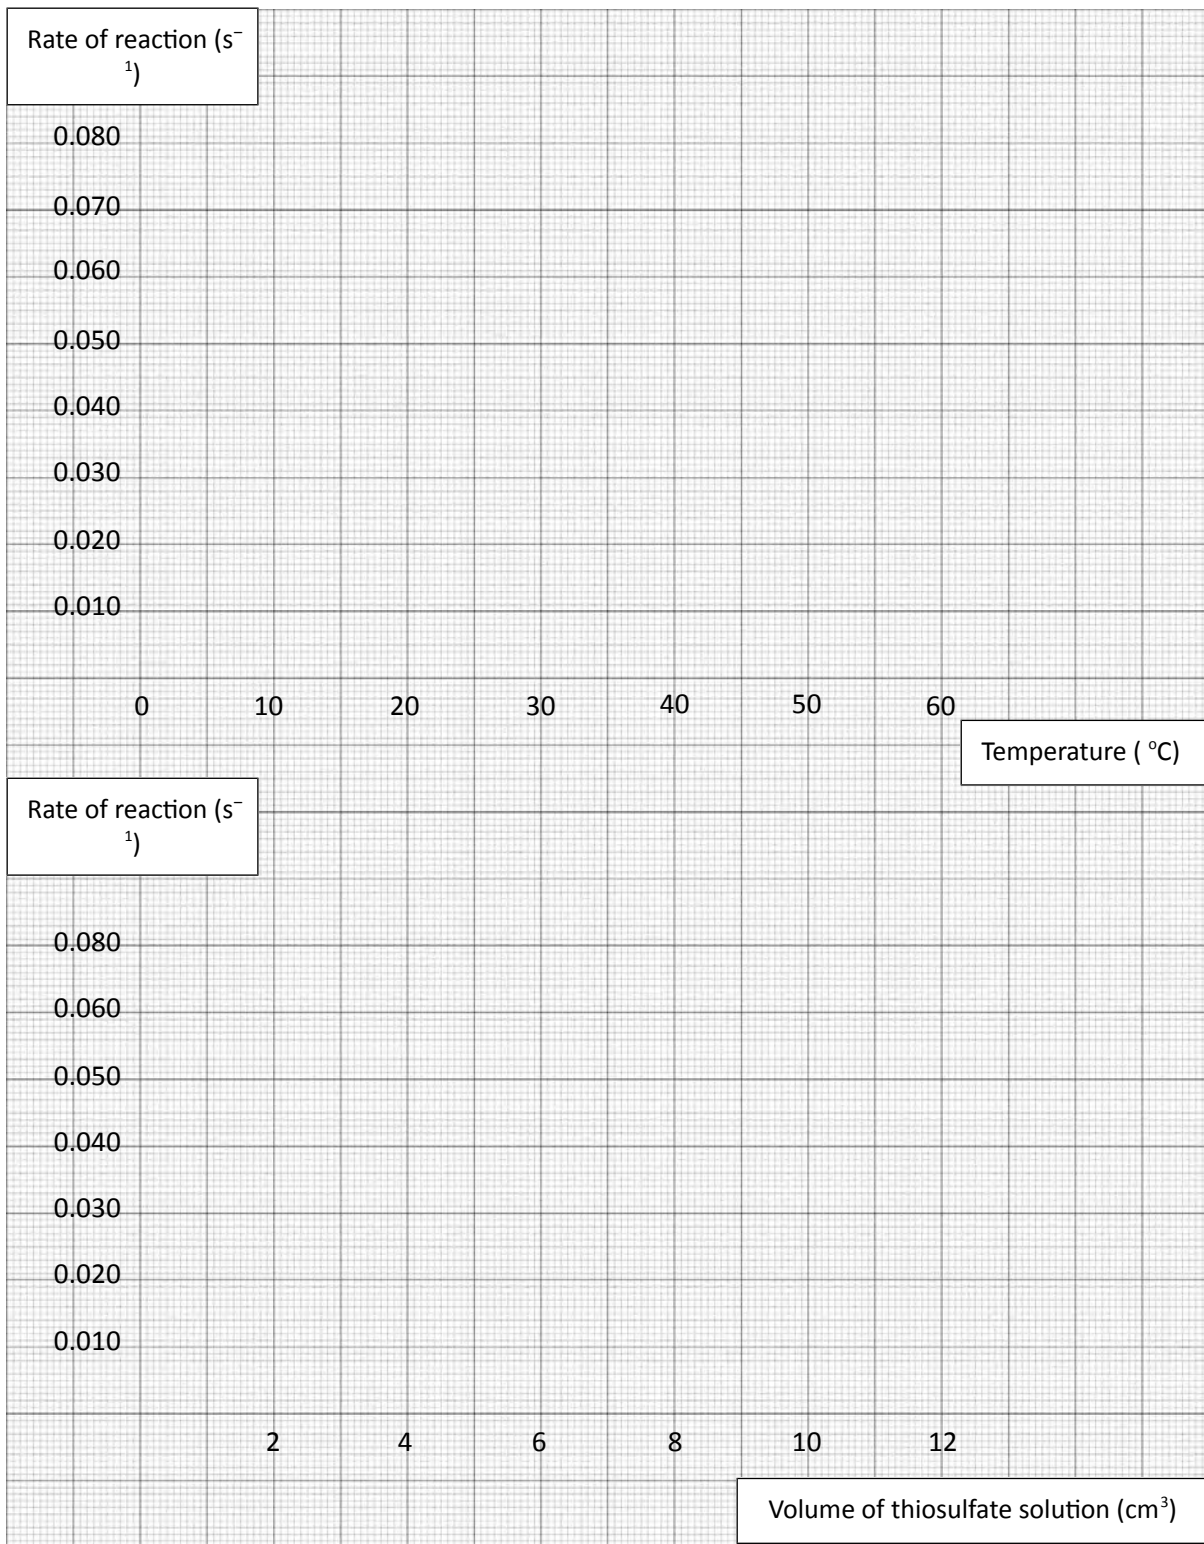 Rate of reaction (s⁻
¹)
0.080
0.070
0.060
0.050
0.040
0.030
0.020
0.010
0 10 20 30 40 50 60
Temperature ( ᵒC)
Rate of reaction (s⁻
¹)
0.080
0.060
0.050
0.040
0.030
0.020
0.010
2 4 6 8 10 12
Volume of thiosulfate solution (cm³)